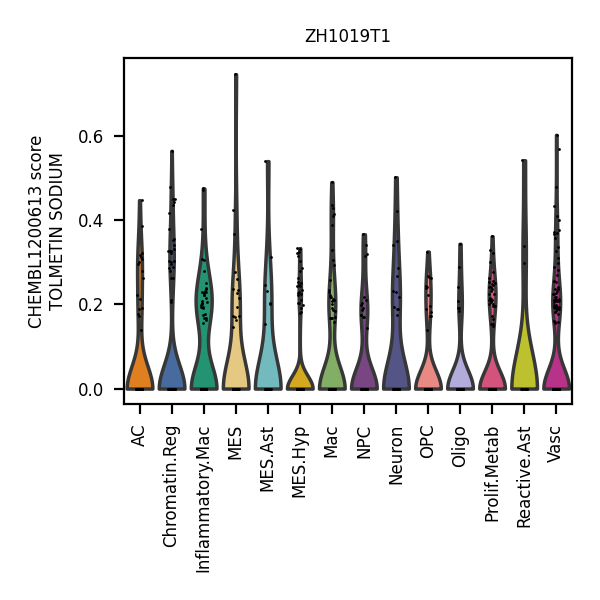 ZH1019T1
CHEMBL1200613 score
TOLMETIN SODIUM
0.6
0.4
0.2
0.0
AC
Chromatin.Reg
Inflammatory.Mac
MES
MES.Ast
MES.Hyp
Mac
NPC
Neuron
OPC
Oligo
Prolif.Metab
Reactive.Ast
Vasc